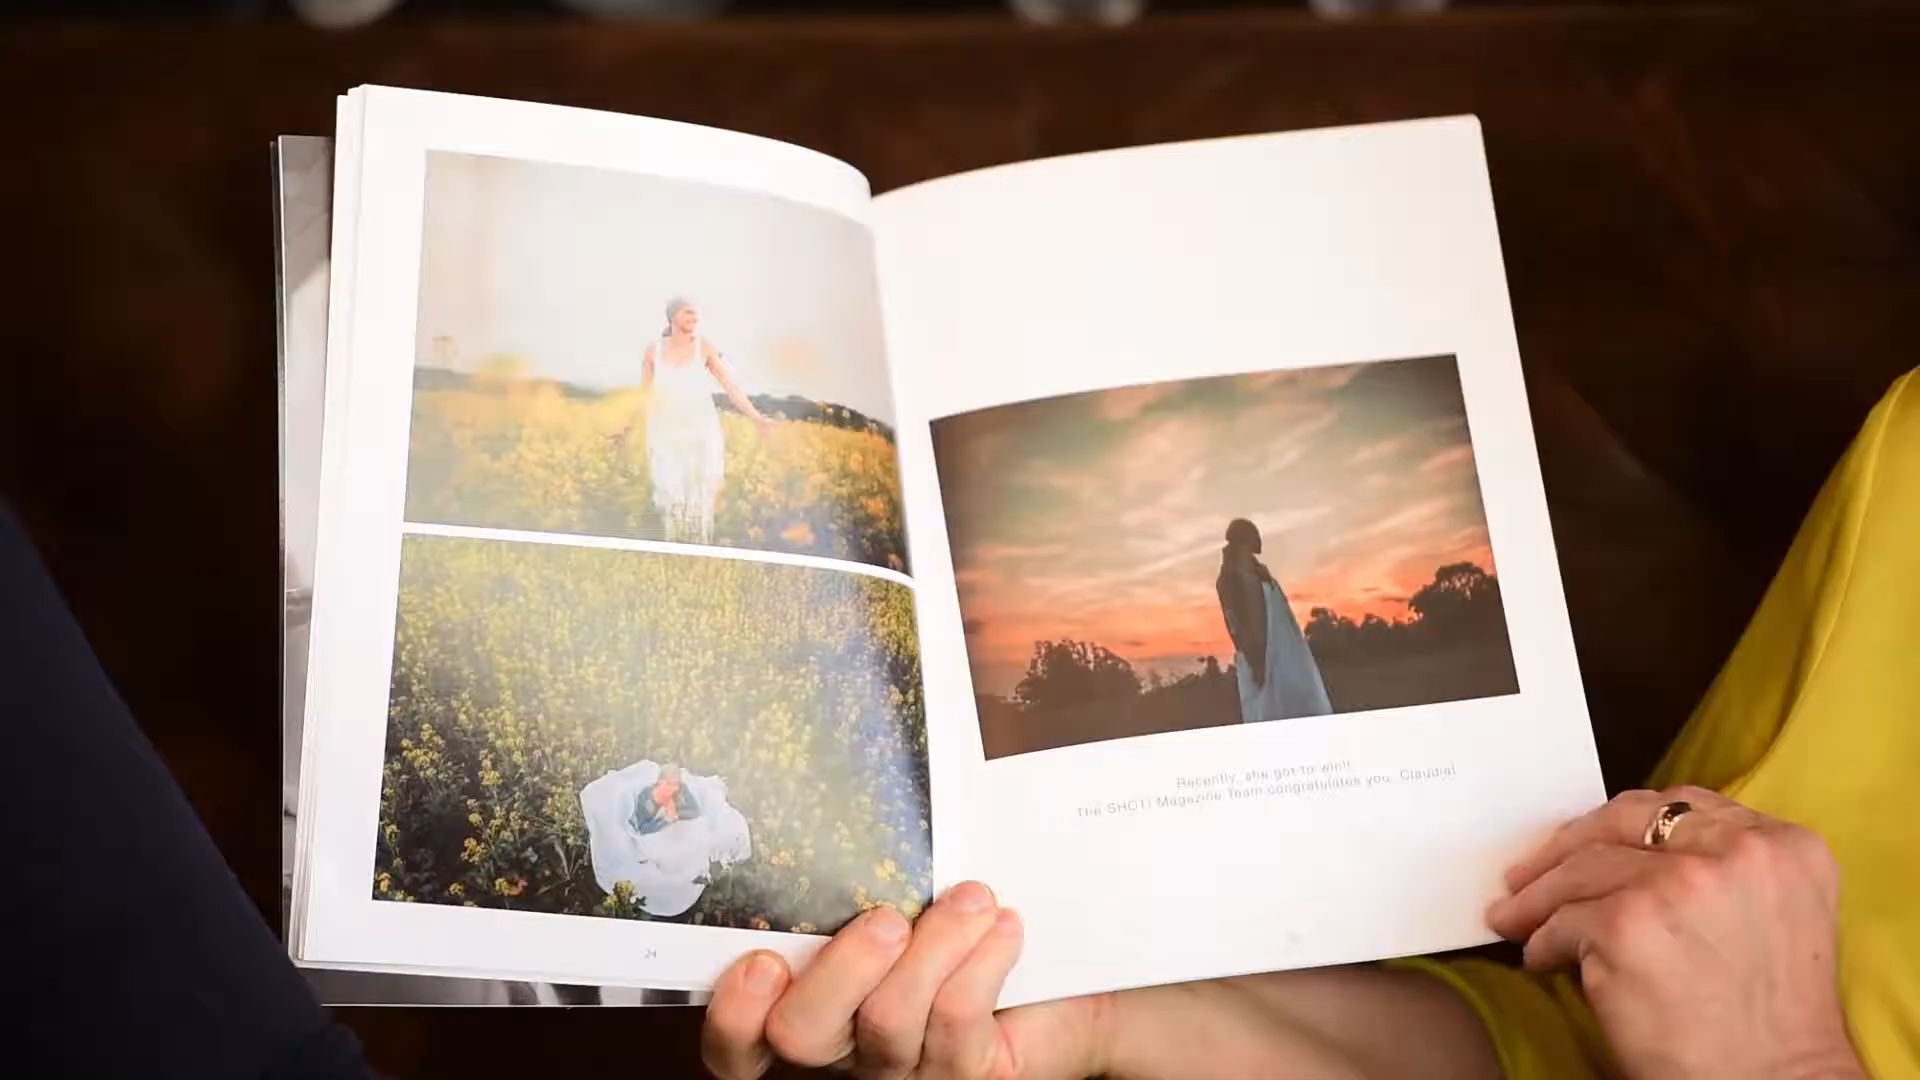 24
Recently, she got to win!!
The SHOT! Magazine Team congratulates you, Claudia!